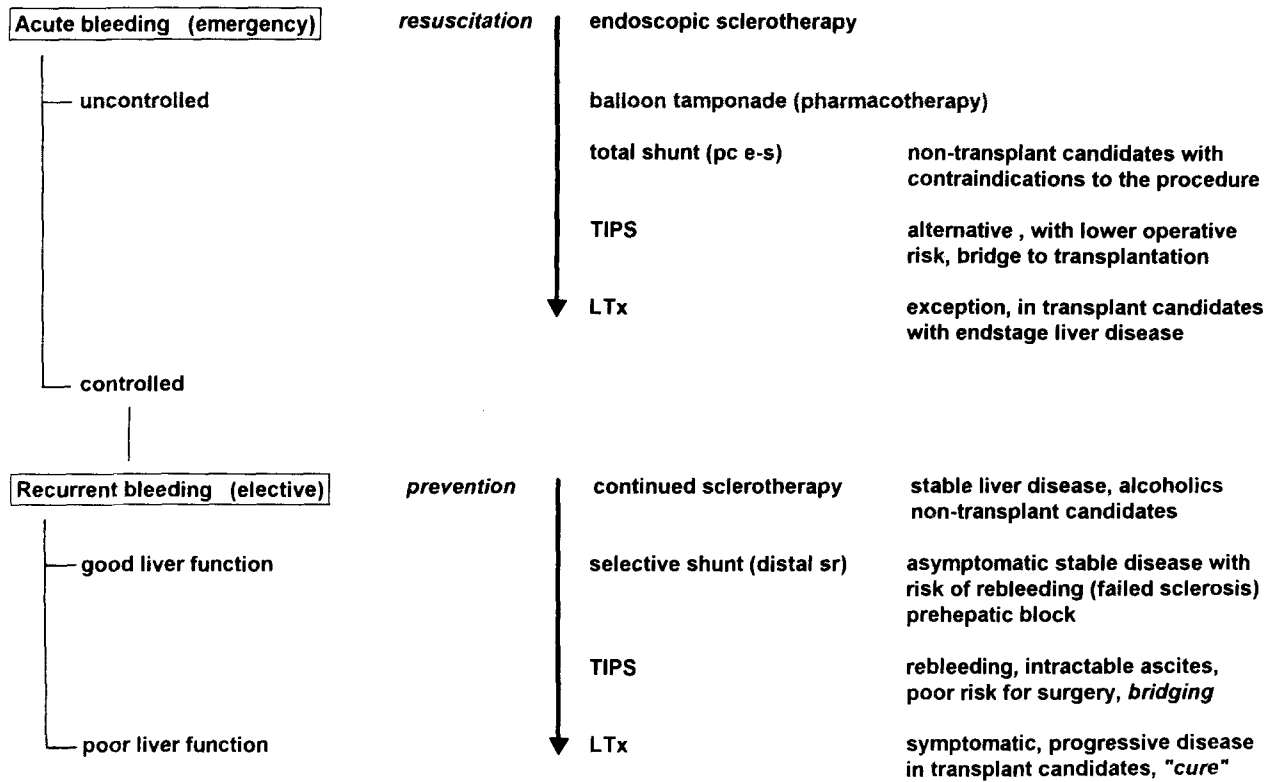 Acute bleeding (emergency) resuscitation endoscopic sclerotherapy
uncontrolled balloon tamponade (pharmacotherapy)
total shunt (pc e-s) non-transplant candidates with
contraindications to the procedure
TIPS alternative , with lower operative
risk, bridge to transplantation
LTx exception, in transplant candidates
with endstage liver disease
controlled
Recurrent bleeding (elective) prevention continued sclerotherapy stable liver disease, alcoholics
non-transplant candidates
good liver function selective shunt (distal sr) asymptomatic stable disease with
risk of rebleeding (failed sclerosis)
prehepatic block
TIPS rebleeding, intractable ascites,
poor risk for surgery, bridging
poor liver function LTx symptomatic, progressive disease
in transplant candidates, "cure"